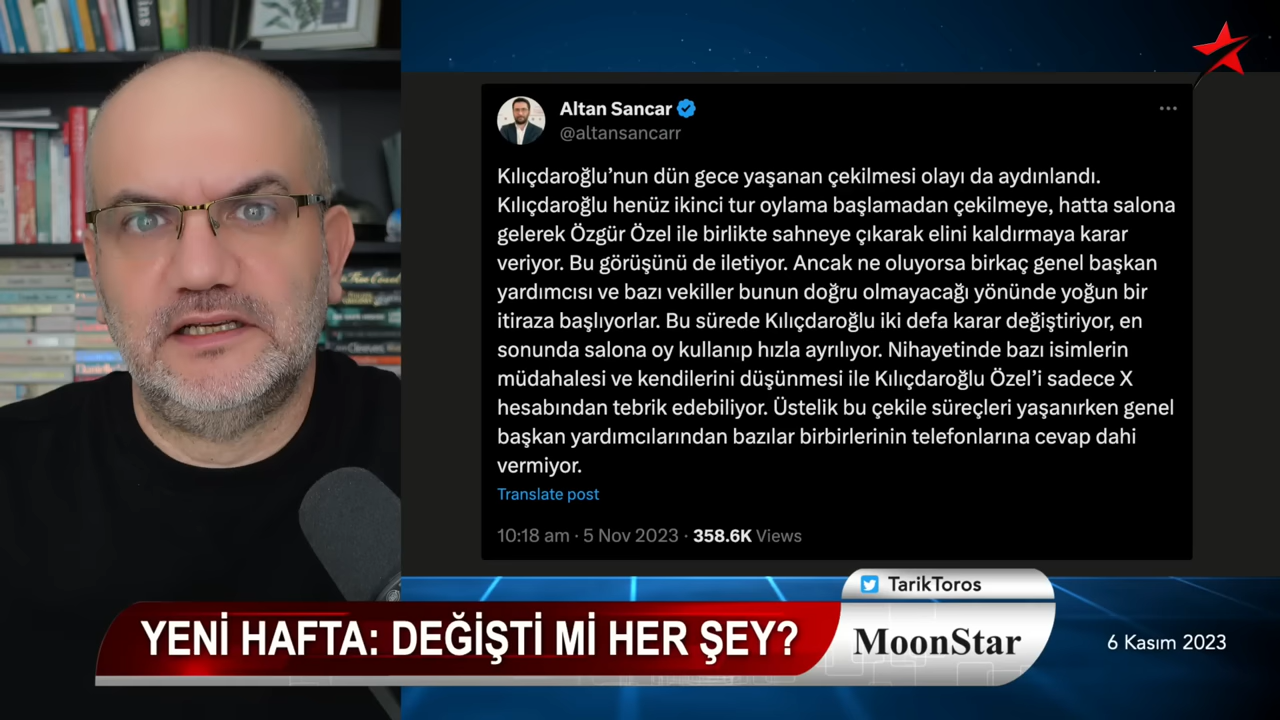 Altan Sancar
@altansancarr
Kılıçdaroğlu’nun dün gece yaşanan çekilmesi olayı da aydınlandı.
Kılıçdaroğlu henüz ikinci tur oylama başlamadan çekilmeye, hatta salona
gelerek Özgür Özel ile birlikte sahneye çıkarak elini kaldırmaya karar
veriyor. Bu görüşünü de iletiyor. Ancak ne oluyorsa birkaç genel başkan
yardımcısı ve bazı vekiller bunun doğru olmayacağı yönünde yoğun bir
itiraza başlıyorlar. Bu sürede Kılıçdaroğlu iki defa karar değiştiriyor, en
sonunda salona oy kullanıp hızla ayrılıyor. Nihayetinde bazı isimlerin
müdahalesi ve kendilerini düşünmesi ile Kılıçdaroğlu Özel’i sadece X
hesabından tebrik edebiliyor. Üstelik bu çekile süreçleri yaşanırken genel
başkan yardımcılarından bazılar birbirlerinin telefonlarına cevap dahi
vermiyor.
Translate post
10:18 am · 5 Nov 2023 · 358.6K Views
TarikToros
YENİ HAFTA: DEĞİŞTİ Mİ HER ŞEY?
MoonStar
6 Kasım 2023